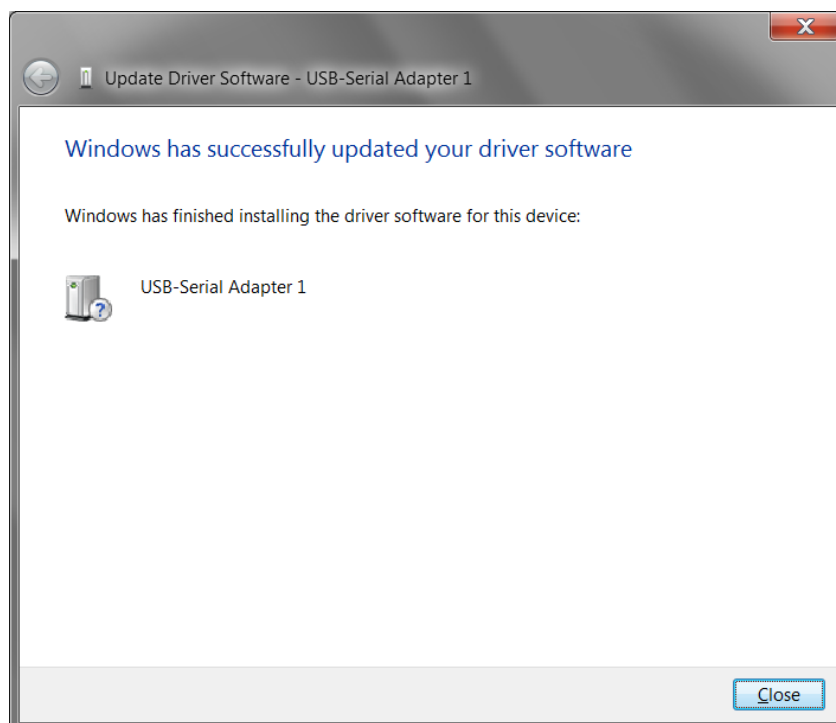 Update Driver Software - USB-Serial Adapter 1
Windows has successfully updated your driver software
Windows has finished installing the driver software for this device:
USB-Serial Adapter 1
Close